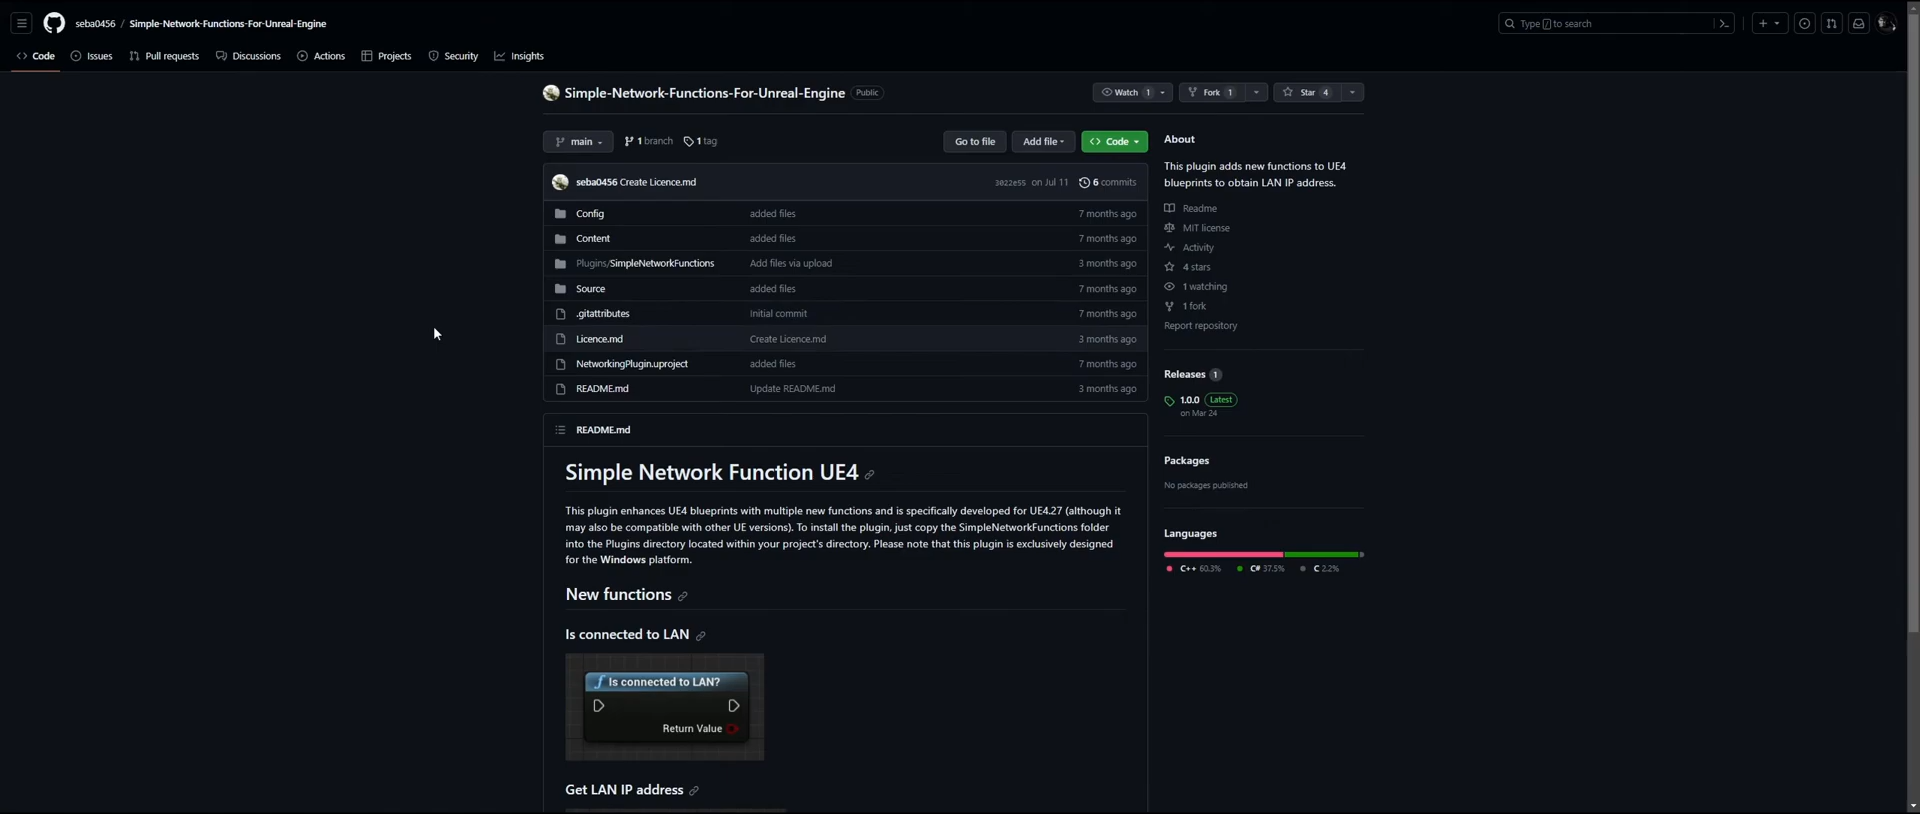 seba0456 / Simple-Network-Functions-For-Unreal-Engine
Type / to search
Code Issues Pull requests Discussions Actions Projects Security Insights
Simple-Network-Functions-For-Unreal-Engine Public
Watch 1 Fork 1 Star 4
main 1 branch 1 tag Go to file Add file Code
seba0456 Create Licence.md 3022e55 on Jul 11 6 commits
Config added files 7 months ago
Content added files 7 months ago
Plugins/SimpleNetworkFunctions Add files via upload 3 months ago
Source added files 7 months ago
.gitattributes Initial commit 7 months ago
Licence.md Create Licence.md 3 months ago
NetworkingPlugin.uproject added files 7 months ago
README.md Update README.md 3 months ago
README.md
Simple Network Function UE4
This plugin enhances UE4 blueprints with multiple new functions and is specifically developed for UE4.27 (although it
may also be compatible with other UE versions). To install the plugin, just copy the SimpleNetworkFunctions folder
into the Plugins directory located within your project's directory. Please note that this plugin is exclusively designed
for the Windows platform.
New functions
Is connected to LAN
f Is connected to LAN?
Return Value
Get LAN IP address
About
This plugin adds new functions to UE4
blueprints to obtain LAN IP address.
Readme
MIT license
Activity
4 stars
1 watching
1 fork
Report repository
Releases 1
1.0.0 Latest
on Mar 24
Packages
No packages published
Languages
C++ 60.3% C# 37.5% C 2.2%